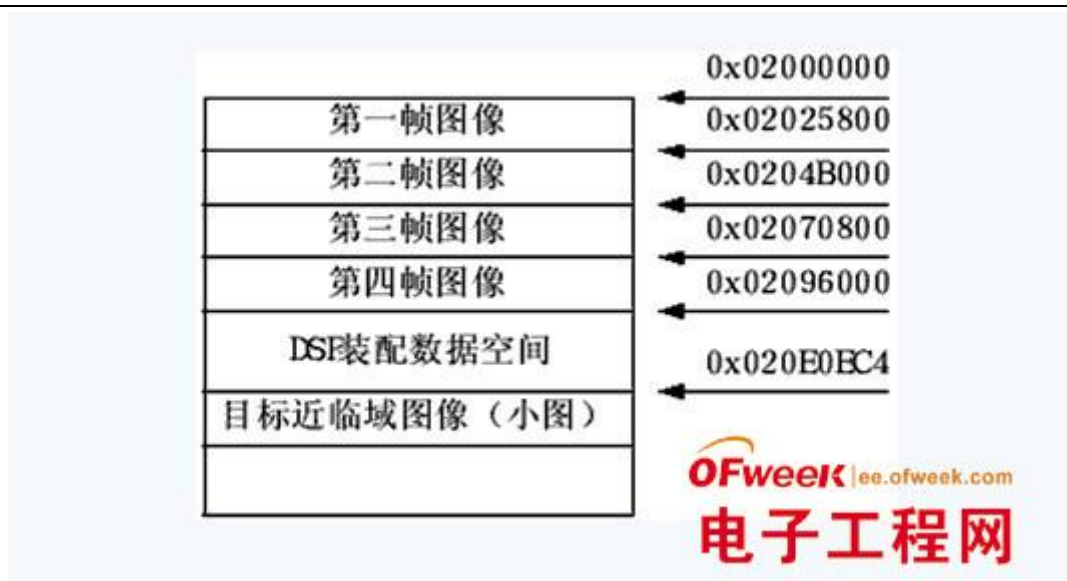 0x02000000
第一帧图像
0x02025800
第二帧图像
0x0204B000
第三帧图像
0x02070800
第四帧图像
0x02096000
DSP装配数据空间
0x020E0BC4
目标近临域图像（小图）
OFweek ee.ofweek.com
电子工程网